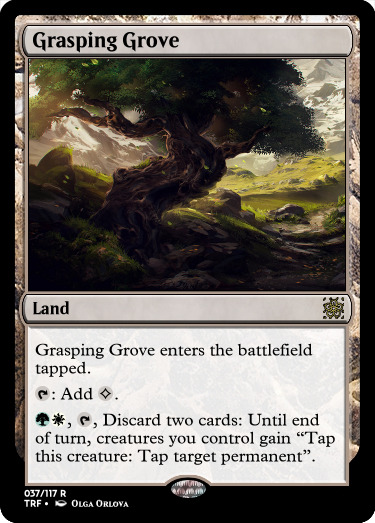 Grasping Grove
Land
Grasping Grove enters the battlefield
tapped.
: Add .
, , Discard two cards: Until end
of turn, creatures you control gain “Tap
this creature: Tap target permanent”.
037/117 R
TRF • Olga Orlova